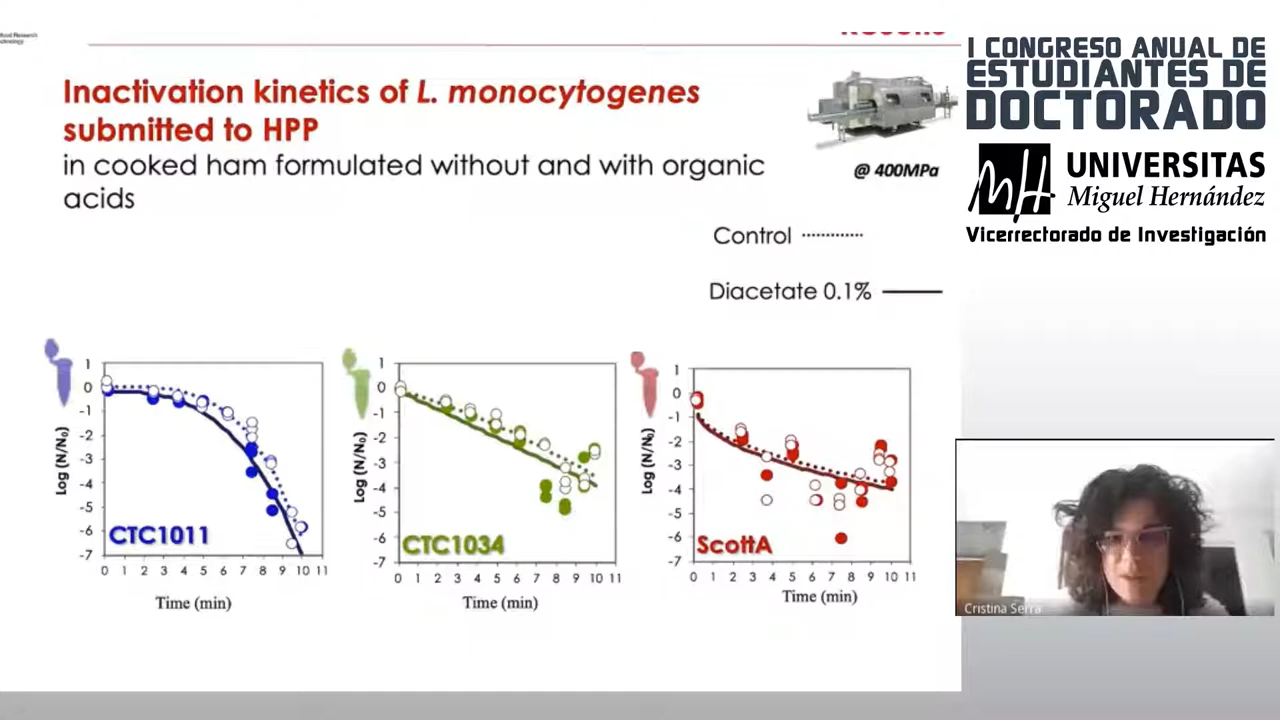 Food Research
Technology
I CONGRESO ANUAL DE
ESTUDIANTES DE
DOCTORADO
UNIVERSITAS
Miguel Hernández
Vicerrectorado de Investigación
Inactivation kinetics of L. monocytogenes
submitted to HPP
in cooked ham formulated without and with organic
acids
@ 400MPa
Control
Diacetate 0.1%
Log (N/N₀)
1
0
-1
-2
-3
-4
-5
-6
-7
CTC1011
0 1 2 3 4 5 6 7 8 9 10 11
Time (min)
Log (N/N₀)
1
0
-1
-2
-3
-4
-5
-6
-7
CTC1034
0 1 2 3 4 5 6 7 8 9 10 11
Time (min)
Log (N/N₀)
1
0
-1
-2
-3
-4
-5
-6
-7
ScottA
0 1 2 3 4 5 6 7 8 9 10 11
Time (min)
Cristina Serra